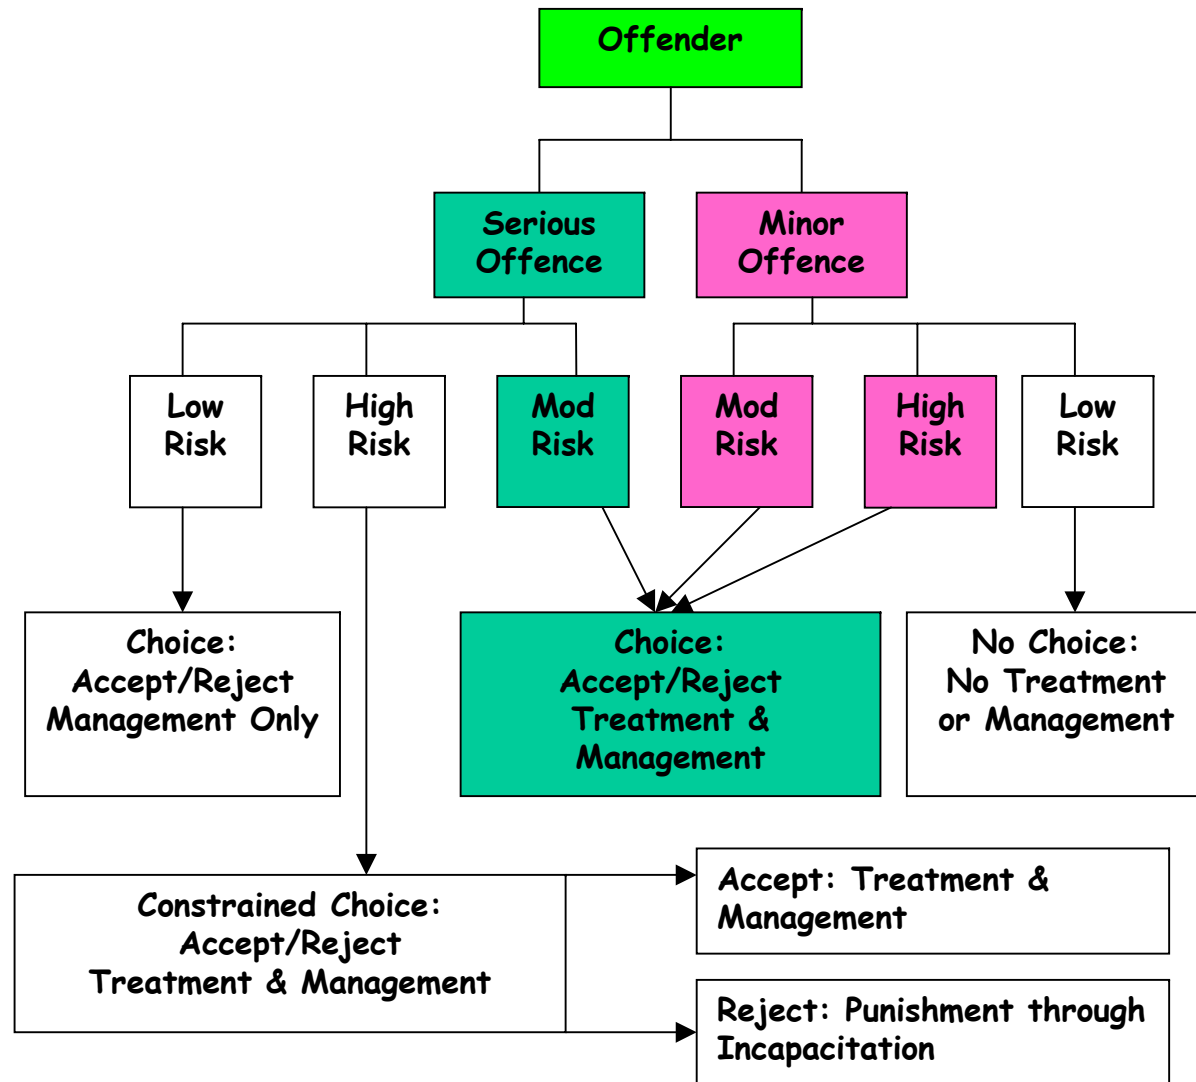 Offender
Serious
Offence
Minor
Offence
Low
Risk
High
Risk
Mod
Risk
Mod
Risk
High
Risk
Low
Risk
Choice:
Accept/Reject
Management Only
Choice:
Accept/Reject
Treatment &
Management
No Choice:
No Treatment
or Management
Constrained Choice:
Accept/Reject
Treatment & Management
Accept: Treatment &
Management
Reject: Punishment through
Incapacitation